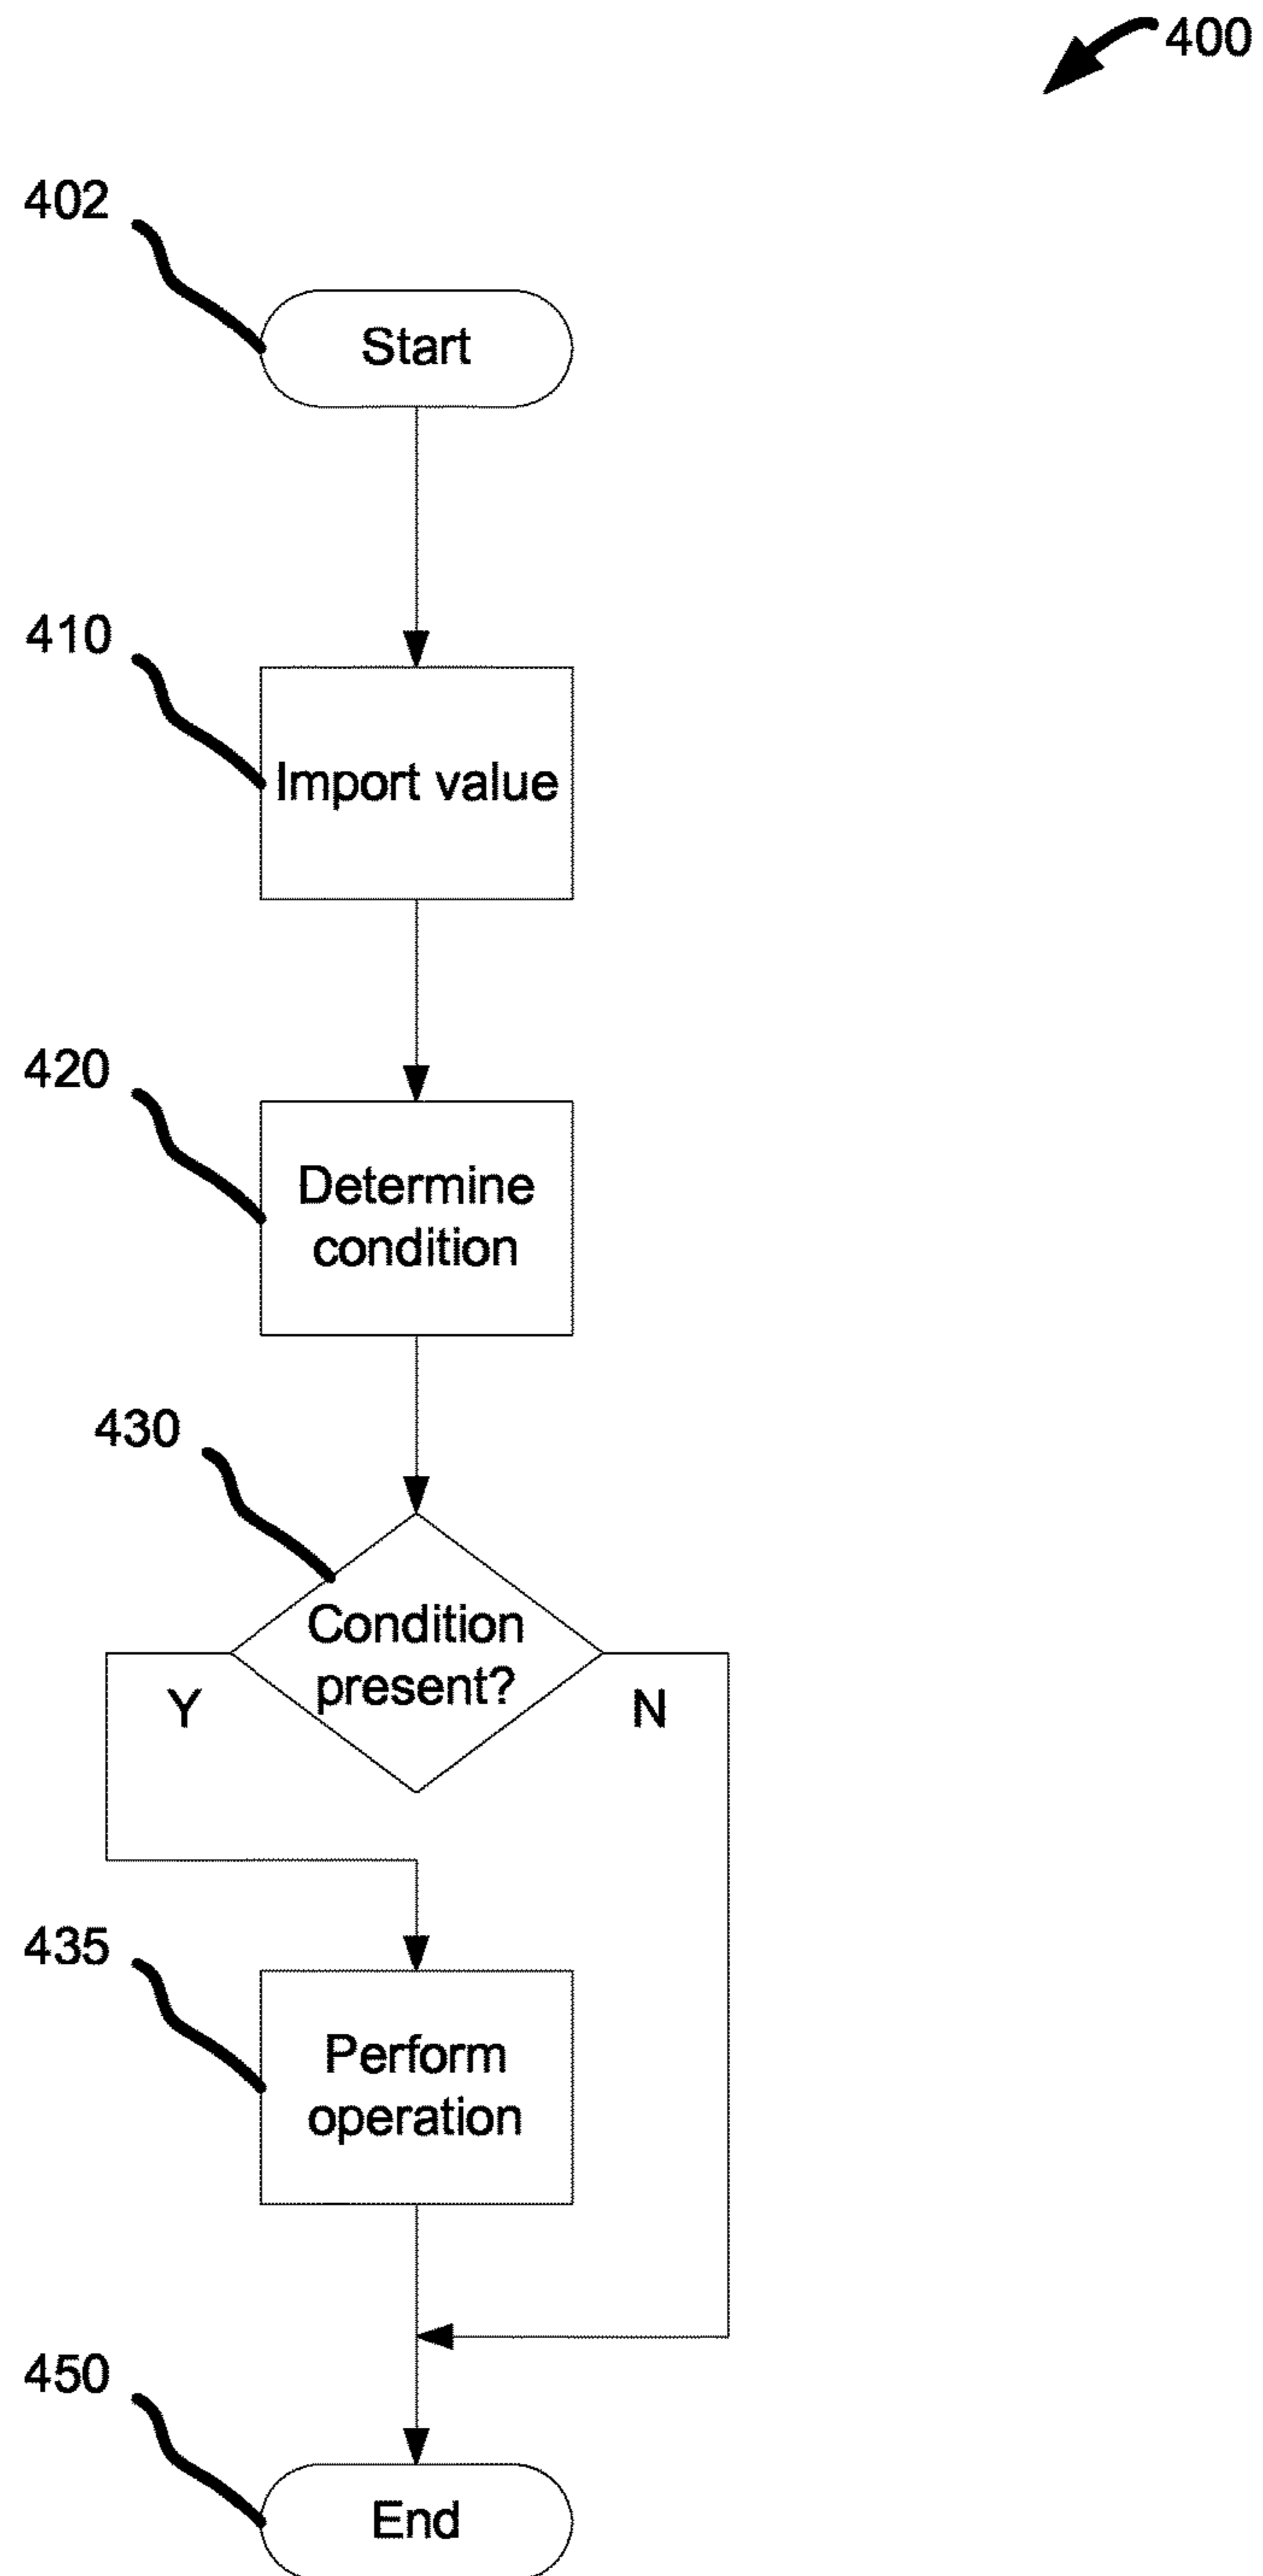 400
402
Start
410
Import value
420
Determine
condition
430
Condition
present?
Y
N
435
Perform
operation
450
End